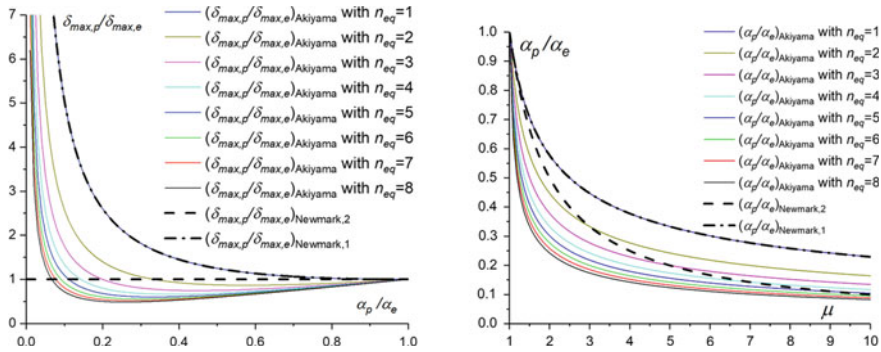 7
6
5
4
3
2
1
0
0.0 0.2 0.4 0.6 0.8 1.0
δmax,p/δmax,e
αp/αe
(δmax,p/δmax,e)Akiyama with neq=1
(δmax,p/δmax,e)Akiyama with neq=2
(δmax,p/δmax,e)Akiyama with neq=3
(δmax,p/δmax,e)Akiyama with neq=4
(δmax,p/δmax,e)Akiyama with neq=5
(δmax,p/δmax,e)Akiyama with neq=6
(δmax,p/δmax,e)Akiyama with neq=7
(δmax,p/δmax,e)Akiyama with neq=8
(δmax,p/δmax,e)Newmark,2
(δmax,p/δmax,e)Newmark,1
1.0
0.9
0.8
0.7
0.6
0.5
0.4
0.3
0.2
0.1
0.0
1 2 3 4 5 6 7 8 9 10
αp/αe
μ
(αp/αe)Akiyama with neq=1
(αp/αe)Akiyama with neq=2
(αp/αe)Akiyama with neq=3
(αp/αe)Akiyama with neq=4
(αp/αe)Akiyama with neq=5
(αp/αe)Akiyama with neq=6
(αp/αe)Akiyama with neq=7
(αp/αe)Akiyama with neq=8
(αp/αe)Newmark,2
(αp/αe)Newmark,1